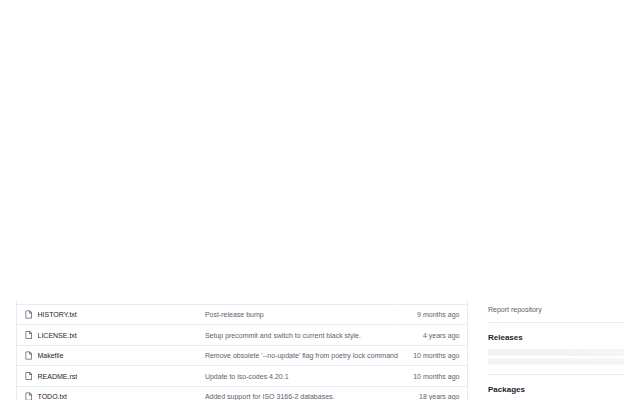 HISTORY.txt Post-release bump 9 months ago
LICENSE.txt Setup precommit and switch to current black style. 4 years ago
Makefile Remove obsolete '--no-update' flag from poetry lock command 10 months ago
README.rst Update to iso-codes 4.20.1 10 months ago
TODO.txt Added support for ISO 3166-2 databases. 18 years ago
Report repository
Releases
Packages